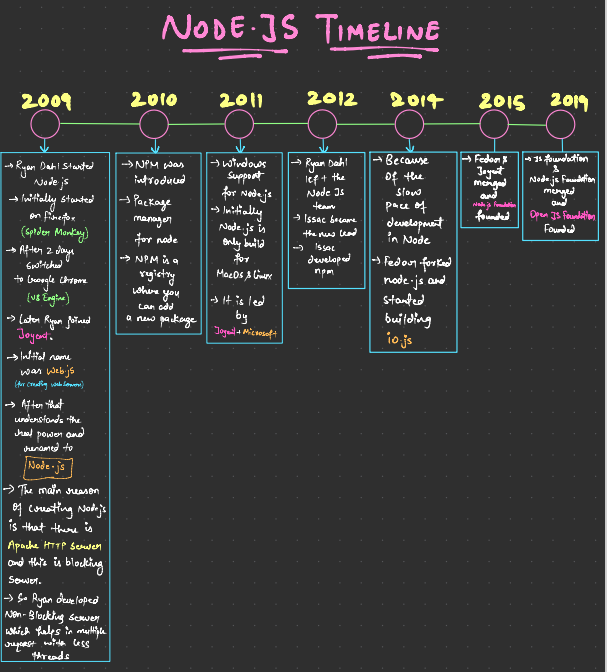 NODE.JS TIMELINE
2009
→ Ryan Dahl Started
Node js
→ Initially Started
on firefox
(Spider Monkey)
→ After 2 days
switched
to Google Chrome
(V8 Engine)
→ Later Ryan joined
Joyent.
→ Initial name
was Web.js
(for creating Web Servers)
→ After that
understands the
real power and
renamed to
Node.js
→ The main reason
of creating Nodejs
is that there is
Apache HTTP Server
and this is blocking
Server.
→ So Ryan developed
Non-Blocking Server
which helps in multiple
request with less
threads
2010
→ NPM was
introduced
→ Package
manager
for node
→ NPM is a
registry
where you
can add
a new package
2011
→ Windows
Support
for Node.js
→ Initially
Node.js is
only build
for
MacOS & Linux
→ It is led
by
Joyent + Microsoft
2012
→ Ryan Dahl
left the
Node JS
team
→ Issac became
the new lead
→ Issac
developed
npm
2014
→ Because
of the
slow
pace of
development
in Node
→ Fedor forked
node.js and
started
building
io.js
2015
→ Fedor &
Joyent
merged
and
Node.js Foundation
founded
2019
→ JS foundation
&
Node.js Foundation
merged
and
Open JS Foundation
Founded